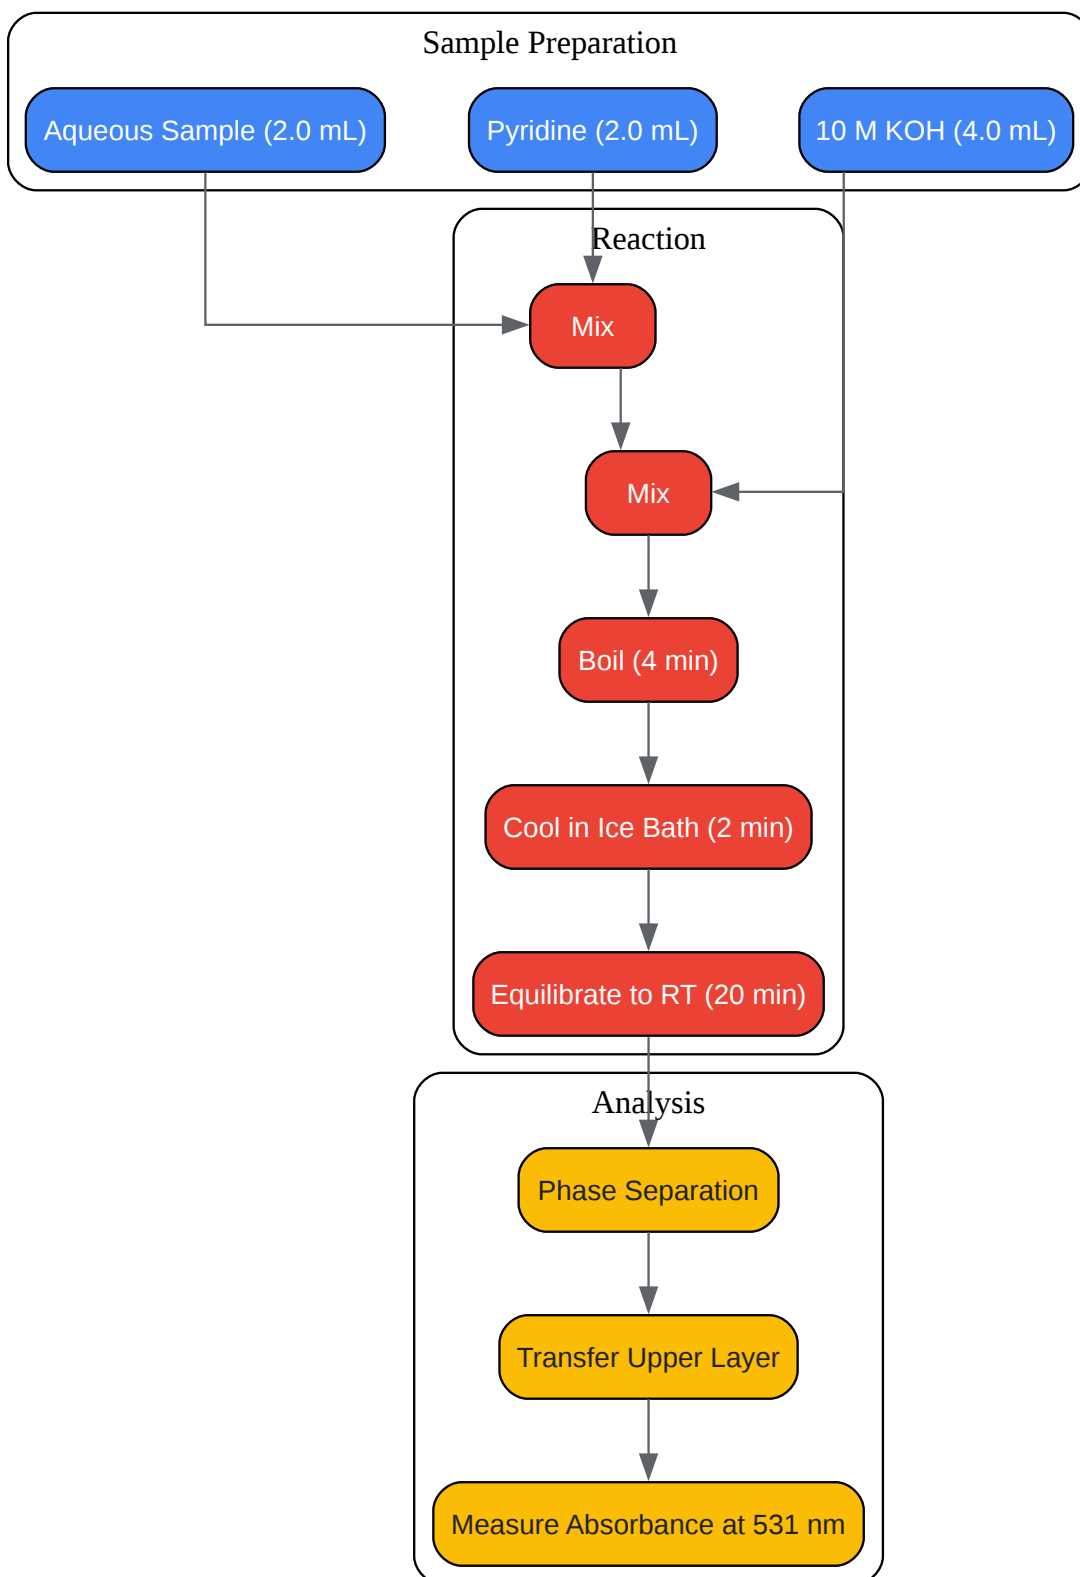 Sample Preparation
Aqueous Sample (2.0 mL)
Pyridine (2.0 mL)
10 M KOH (4.0 mL)
Reaction
Mix
Mix
Boil (4 min)
Cool in Ice Bath (2 min)
Equilibrate to RT (20 min)
Analysis
Phase Separation
Transfer Upper Layer
Measure Absorbance at 531 nm